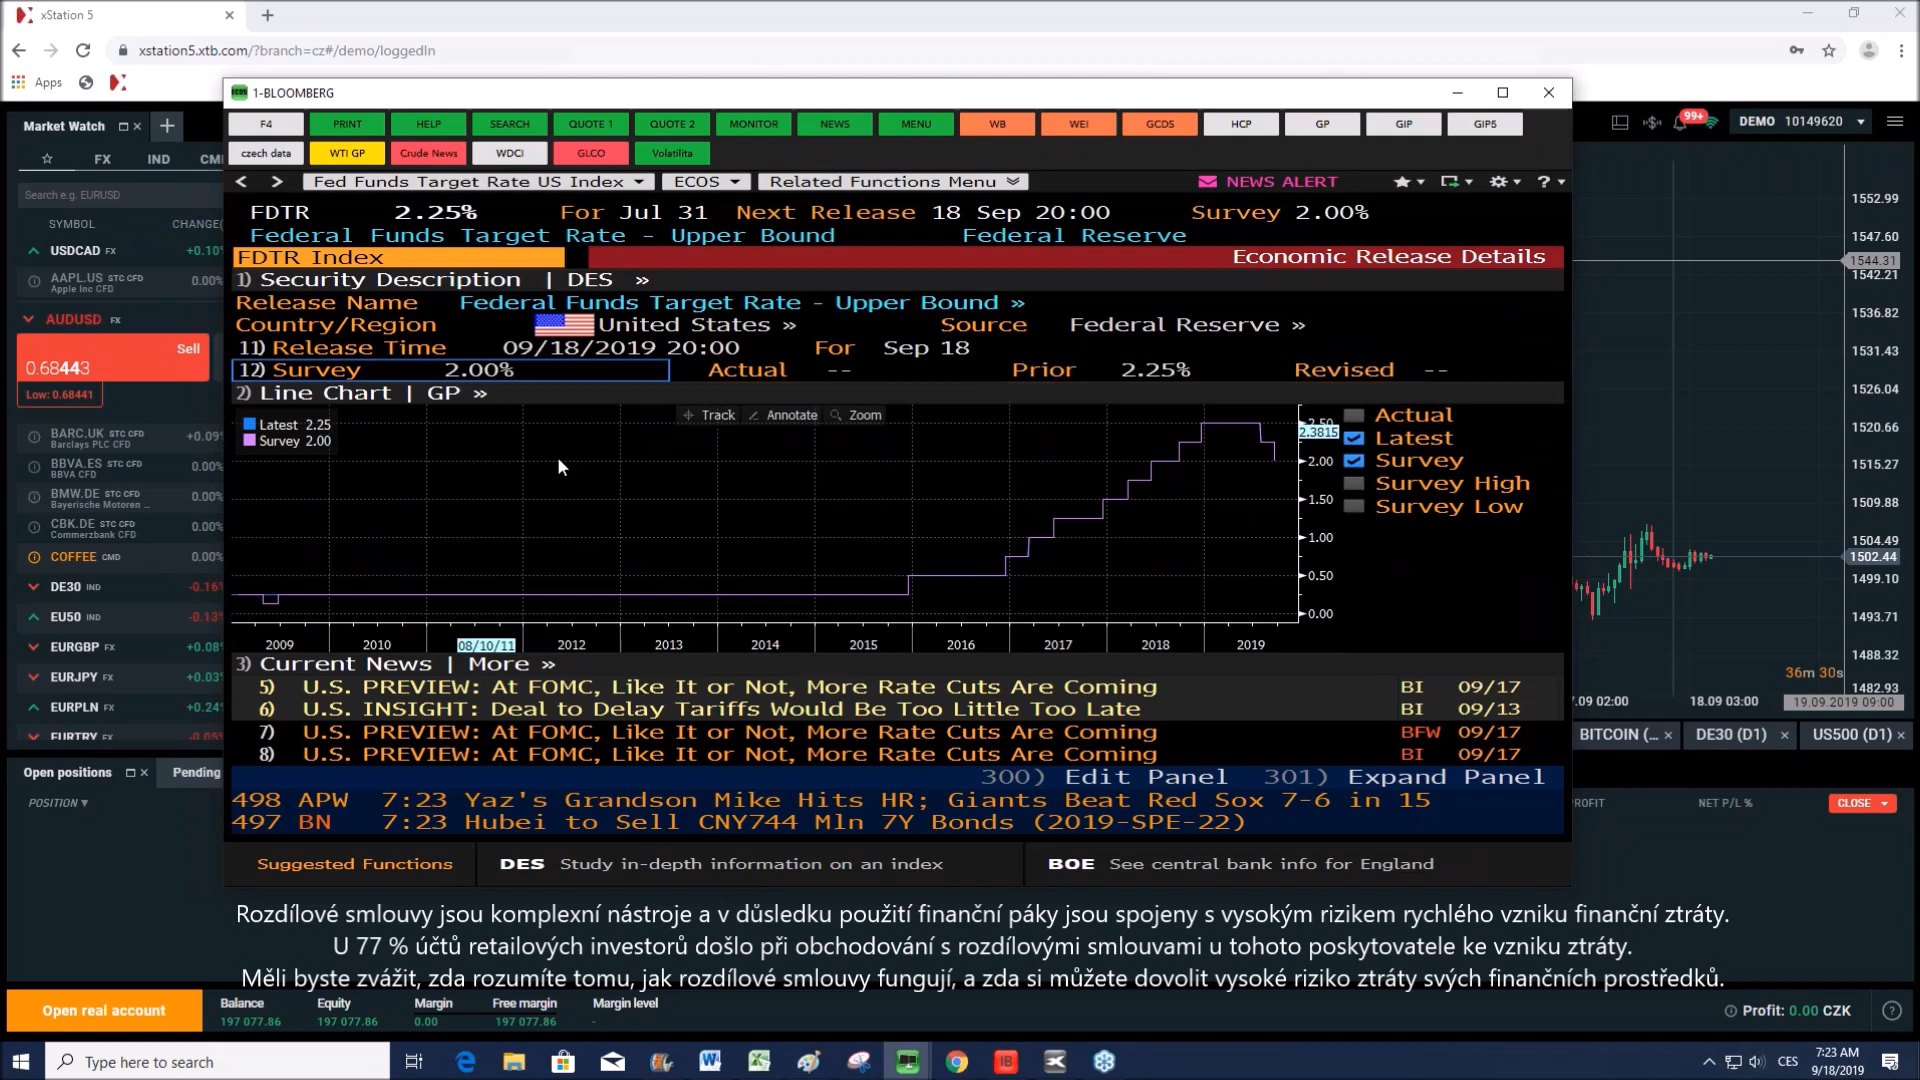 xStation 5
xstation5.xtb.com/?branch=cz#/demo/loggedIn
Apps
1-BLOOMBERG
Market Watch
F4 PRINT HELP SEARCH QUOTE 1 QUOTE 2 MONITOR NEWS MENU WB WEI GCDS HCP GP GIP GIP5
99+ DEMO 10149620
czech data WTI GP Crude News WDCI GLCO Volatilita
FX IND CM
Search e.g. EURUSD
Fed Funds Target Rate US Index ECOS Related Functions Menu NEWS ALERT
SYMBOL CHANGE(
FDTR 2.25% For Jul 31 Next Release 18 Sep 20:00 Survey 2.00%
Federal Funds Target Rate - Upper Bound Federal Reserve
FDTR Index Economic Release Details
1) Security Description | DES »
Release Name Federal Funds Target Rate - Upper Bound »
Country/Region United States » Source Federal Reserve »
11) Release Time 09/18/2019 20:00 For Sep 18
12) Survey 2.00% Actual -- Prior 2.25% Revised --
2) Line Chart | GP »
Track Annotate Zoom
Latest 2.25
Survey 2.00
2.50
2.3815
2.00
1.50
1.00
0.50
0.00
Actual
Latest
Survey
Survey High
Survey Low
2009 2010 08/10/11 2012 2013 2014 2015 2016 2017 2018 2019
3) Current News | More »
5) U.S. PREVIEW: At FOMC, Like It or Not, More Rate Cuts Are Coming BI 09/17
6) U.S. INSIGHT: Deal to Delay Tariffs Would Be Too Little Too Late BI 09/13
7) U.S. PREVIEW: At FOMC, Like It or Not, More Rate Cuts Are Coming BFW 09/17
8) U.S. PREVIEW: At FOMC, Like It or Not, More Rate Cuts Are Coming BI 09/17
300) Edit Panel 301) Expand Panel
498 APW 7:23 Yaz's Grandson Mike Hits HR; Giants Beat Red Sox 7-6 in 15
497 BN 7:23 Hubei to Sell CNY744 Mln 7Y Bonds (2019-SPE-22)
Suggested Functions DES Study in-depth information on an index BOE See central bank info for England
USDCAD FX +0.10%
AAPL.US STC CFD 0.00%
Apple Inc CFD
AUDUSD FX
Sell
0.68443
Low: 0.68441
BARC.UK STC CFD +0.09%
Barclays PLC CFD
BBVA.ES STC CFD 0.00%
BBVA CFD
BMW.DE STC CFD 0.00%
Bayerische Motoren ...
CBK.DE STC CFD 0.00%
Commerzbank CFD
COFFEE CMD 0.00%
DE30 IND -0.16%
EU50 IND -0.13%
EURGBP FX +0.08%
EURJPY FX +0.03%
EURPLN FX +0.24%
EURTRY FX -0.05%
1552.99
1547.60
1544.31
1542.21
1536.82
1531.43
1526.04
1520.66
1515.27
1509.88
1504.49
1502.44
1499.10
1493.71
1488.32
36m 30s
1482.93
.09 02:00 18.09 03:00 19.09.2019 09:00
BITCOIN (... DE30 (D1) US500 (D1)
Open positions Pending
POSITION PROFIT NET P/L % CLOSE
Rozdílové smlouvy jsou komplexní nástroje a v důsledku použití finanční páky jsou spojeny s vysokým rizikem rychlého vzniku finanční ztráty.
U 77 % účtů retailových investorů došlo při obchodování s rozdílovými smlouvami u tohoto poskytovatele ke vzniku ztráty.
Měli byste zvážit, zda rozumíte tomu, jak rozdílové smlouvy fungují, a zda si můžete dovolit vysoké riziko ztráty svých finančních prostředků.
Open real account
Balance Equity Margin Free margin Margin level
197 077.86 197 077.86 0.00 197 077.86 -
Profit: 0.00 CZK
Type here to search
CES
7:23 AM
9/18/2019